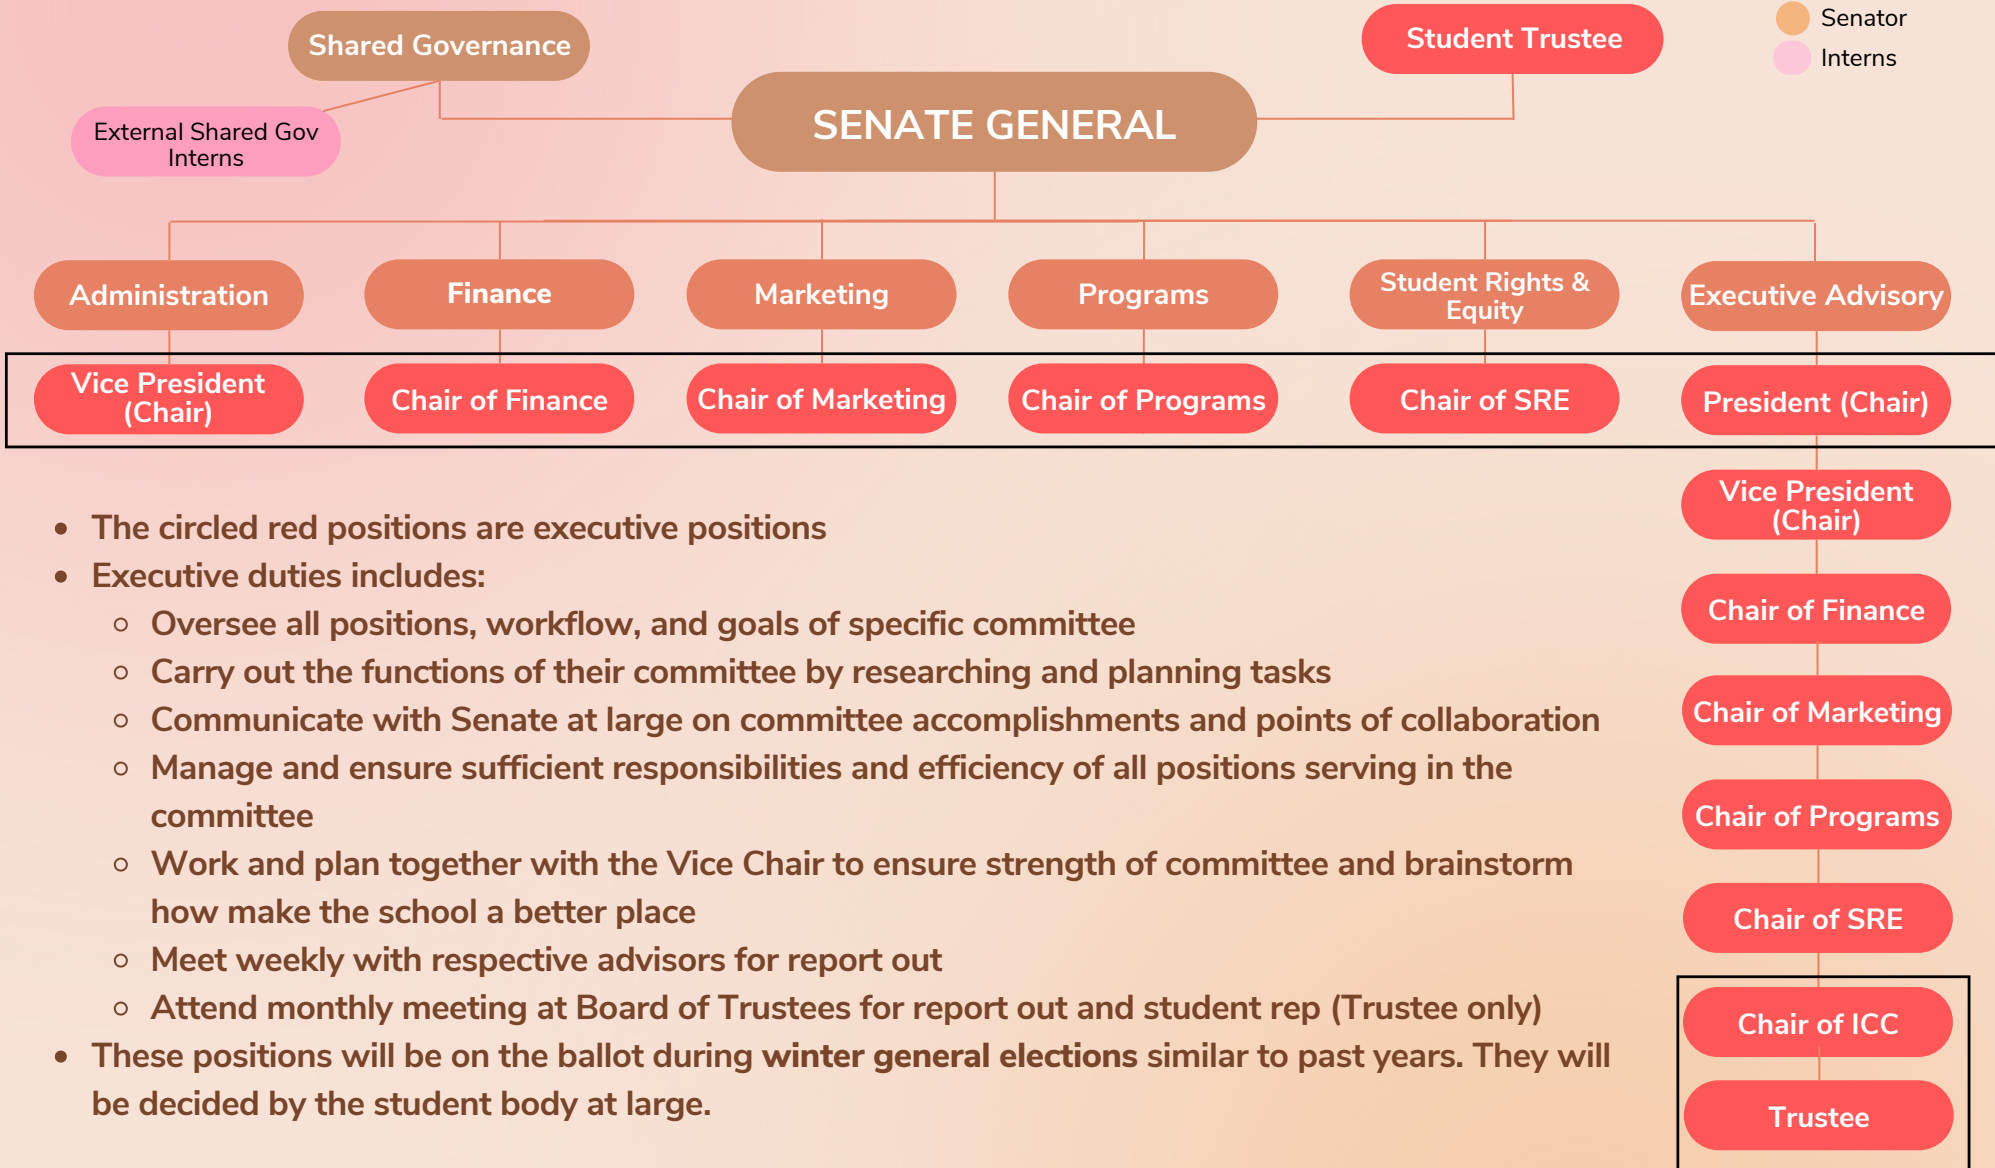 Shared Governance
Student Trustee
Senator
Interns
External Shared Gov
Interns
SENATE GENERAL
Administration
Finance
Marketing
Programs
Student Rights &
Equity
Executive Advisory
Vice President
(Chair)
Chair of Finance
Chair of Marketing
Chair of Programs
Chair of SRE
President (Chair)
Vice President
(Chair)
Chair of Finance
Chair of Marketing
Chair of Programs
Chair of SRE
Chair of ICC
Trustee
• The circled red positions are executive positions
• Executive duties includes:
◦ Oversee all positions, workflow, and goals of specific committee
◦ Carry out the functions of their committee by researching and planning tasks
◦ Communicate with Senate at large on committee accomplishments and points of collaboration
◦ Manage and ensure sufficient responsibilities and efficiency of all positions serving in the
committee
◦ Work and plan together with the Vice Chair to ensure strength of committee and brainstorm
how make the school a better place
◦ Meet weekly with respective advisors for report out
◦ Attend monthly meeting at Board of Trustees for report out and student rep (Trustee only)
• These positions will be on the ballot during winter general elections similar to past years. They will
be decided by the student body at large.